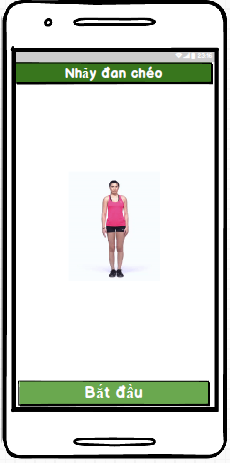 Nhảy đan chéo
Bắt đầu